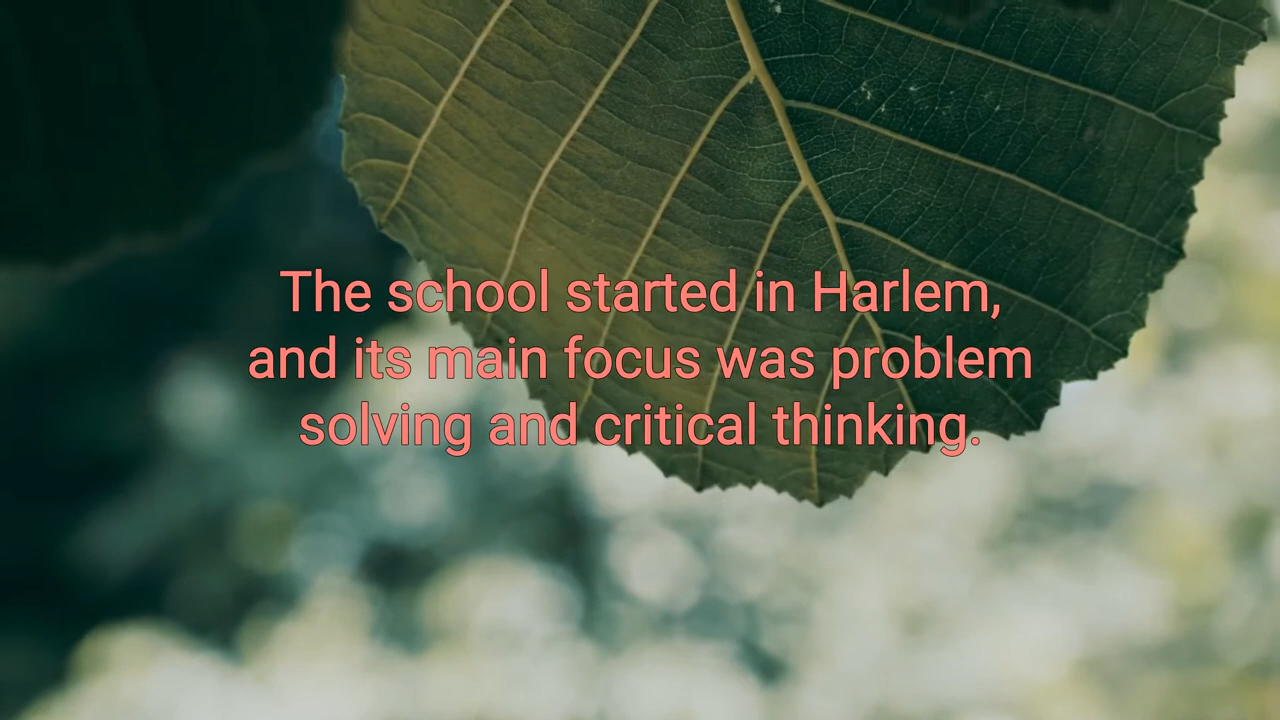 The school started in Harlem,
and its main focus was problem
solving and critical thinking.